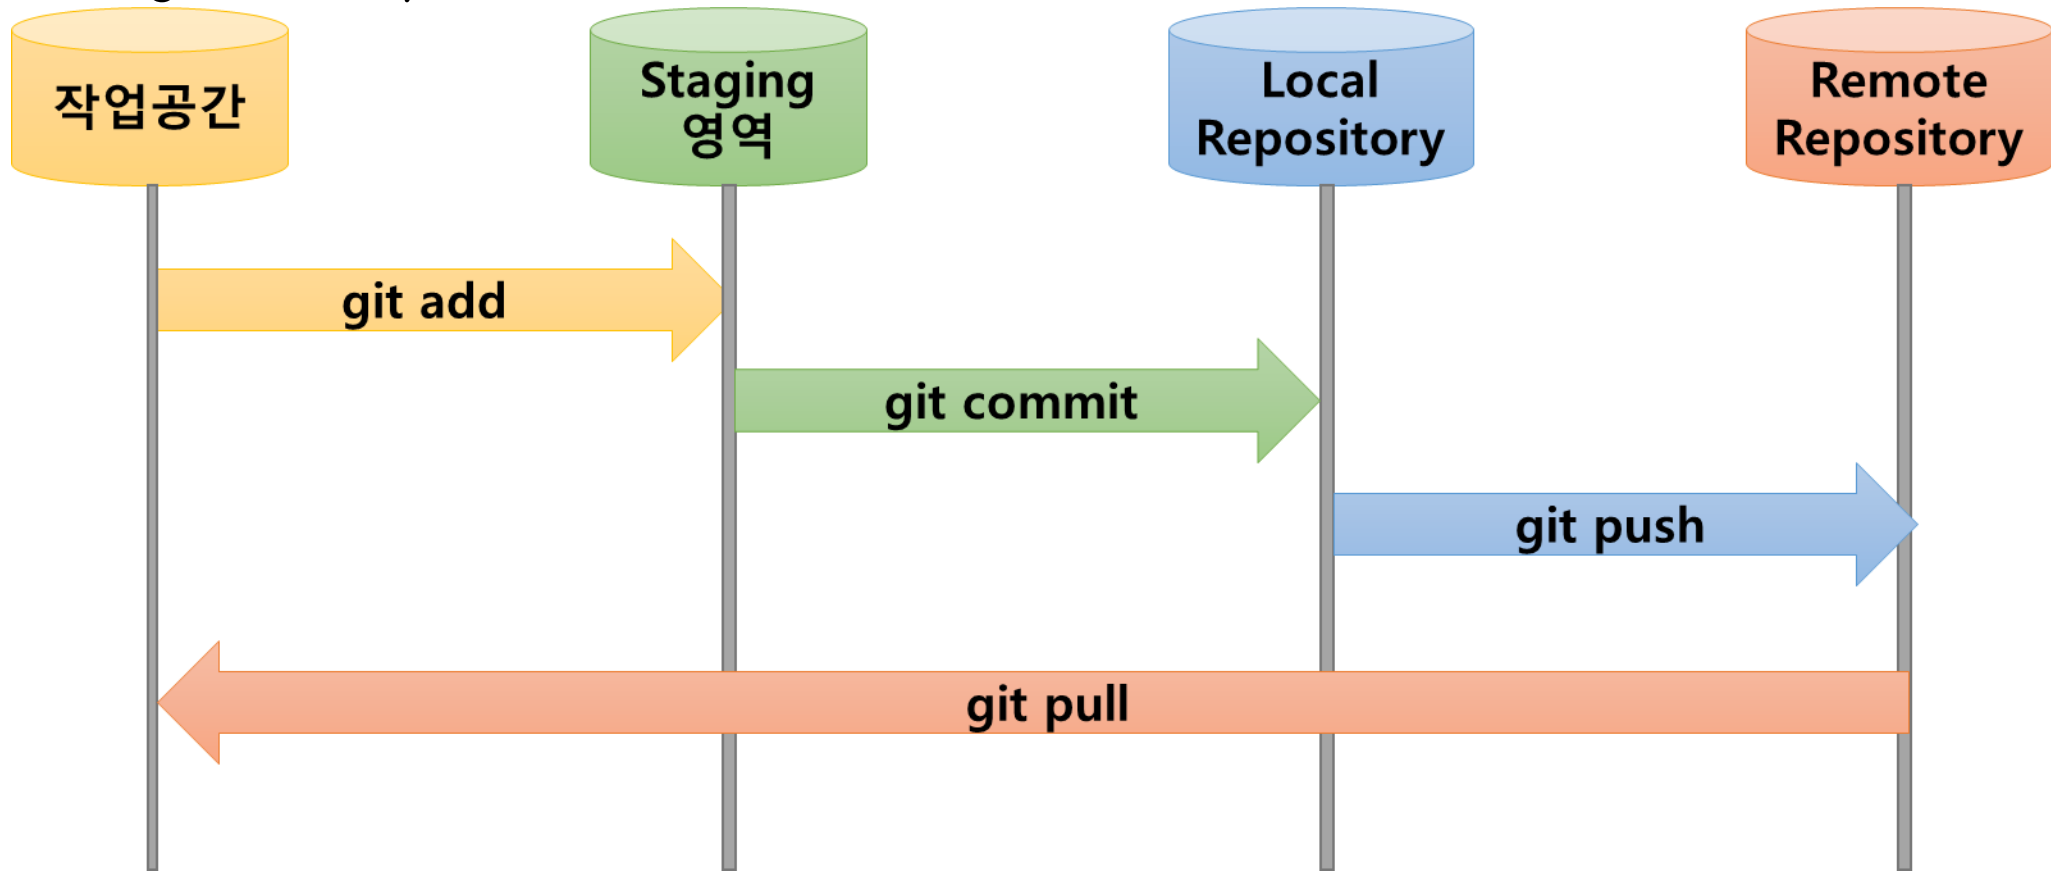 작업공간
Staging
영역
Local
Repository
Remote
Repository
git add
git commit
git push
git pull